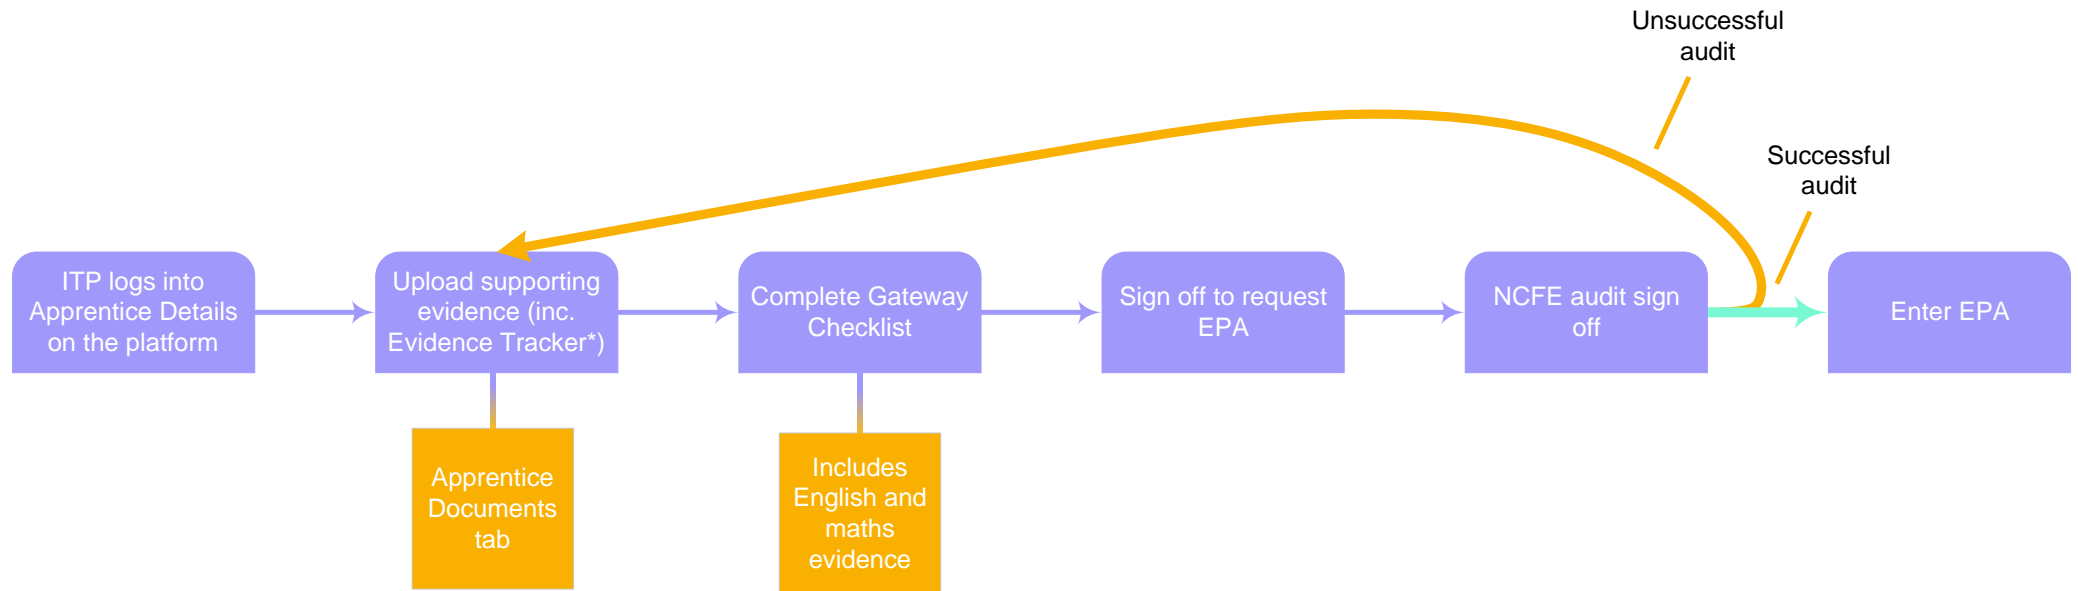 Unsuccessful
audit
Successful
audit
ITP logs into
Apprentice Details
on the platform
Upload supporting
evidence (inc.
Evidence Tracker*)
Complete Gateway
Checklist
Sign off to request
EPA
NCFE audit sign
off
Enter EPA
Apprentice
Documents
tab
Includes
English and
maths
evidence